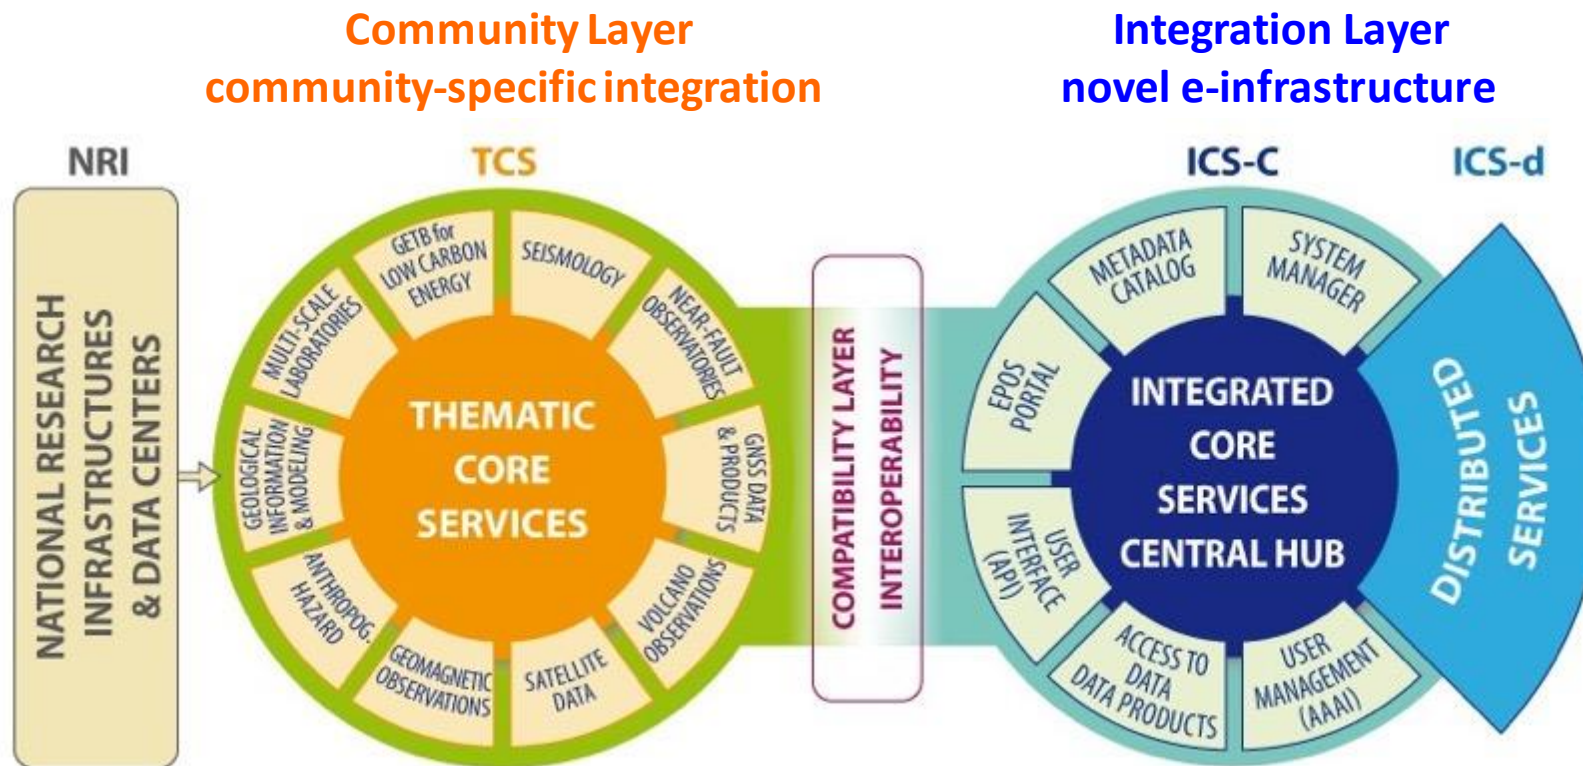 Community Layer
community-specific integration
Integration Layer
novel e-infrastructure
NRI
TCS
ICS-C
ICS-d
NATIONAL RESEARCH
INFRASTRUCTURES
& DATA CENTERS
THEMATIC
CORE
SERVICES
SEISMOLOGY
NEAR-FAULT
OBSERVATORIES
GNSS DATA
& PRODUCTS
VOLCANO
OBSERVATIONS
SATELLITE
DATA
GEOMAGNETIC
OBSERVATIONS
ANTHROPOG.
HAZARD
GEOLOGICAL
INFORMATION
& MODELING
MULTI-SCALE
LABORATORIES
GETB for
LOW CARBON
ENERGY
COMPATIBILITY LAYER
INTEROPERABILITY
INTEGRATED
CORE
SERVICES
CENTRAL HUB
METADATA
CATALOG
SYSTEM
MANAGER
EPOS
PORTAL
USER
INTERFACE
(API)
ACCESS TO
DATA
DATA PRODUCTS
USER
MANAGEMENT
(AAAI)
DISTRIBUTED
SERVICES